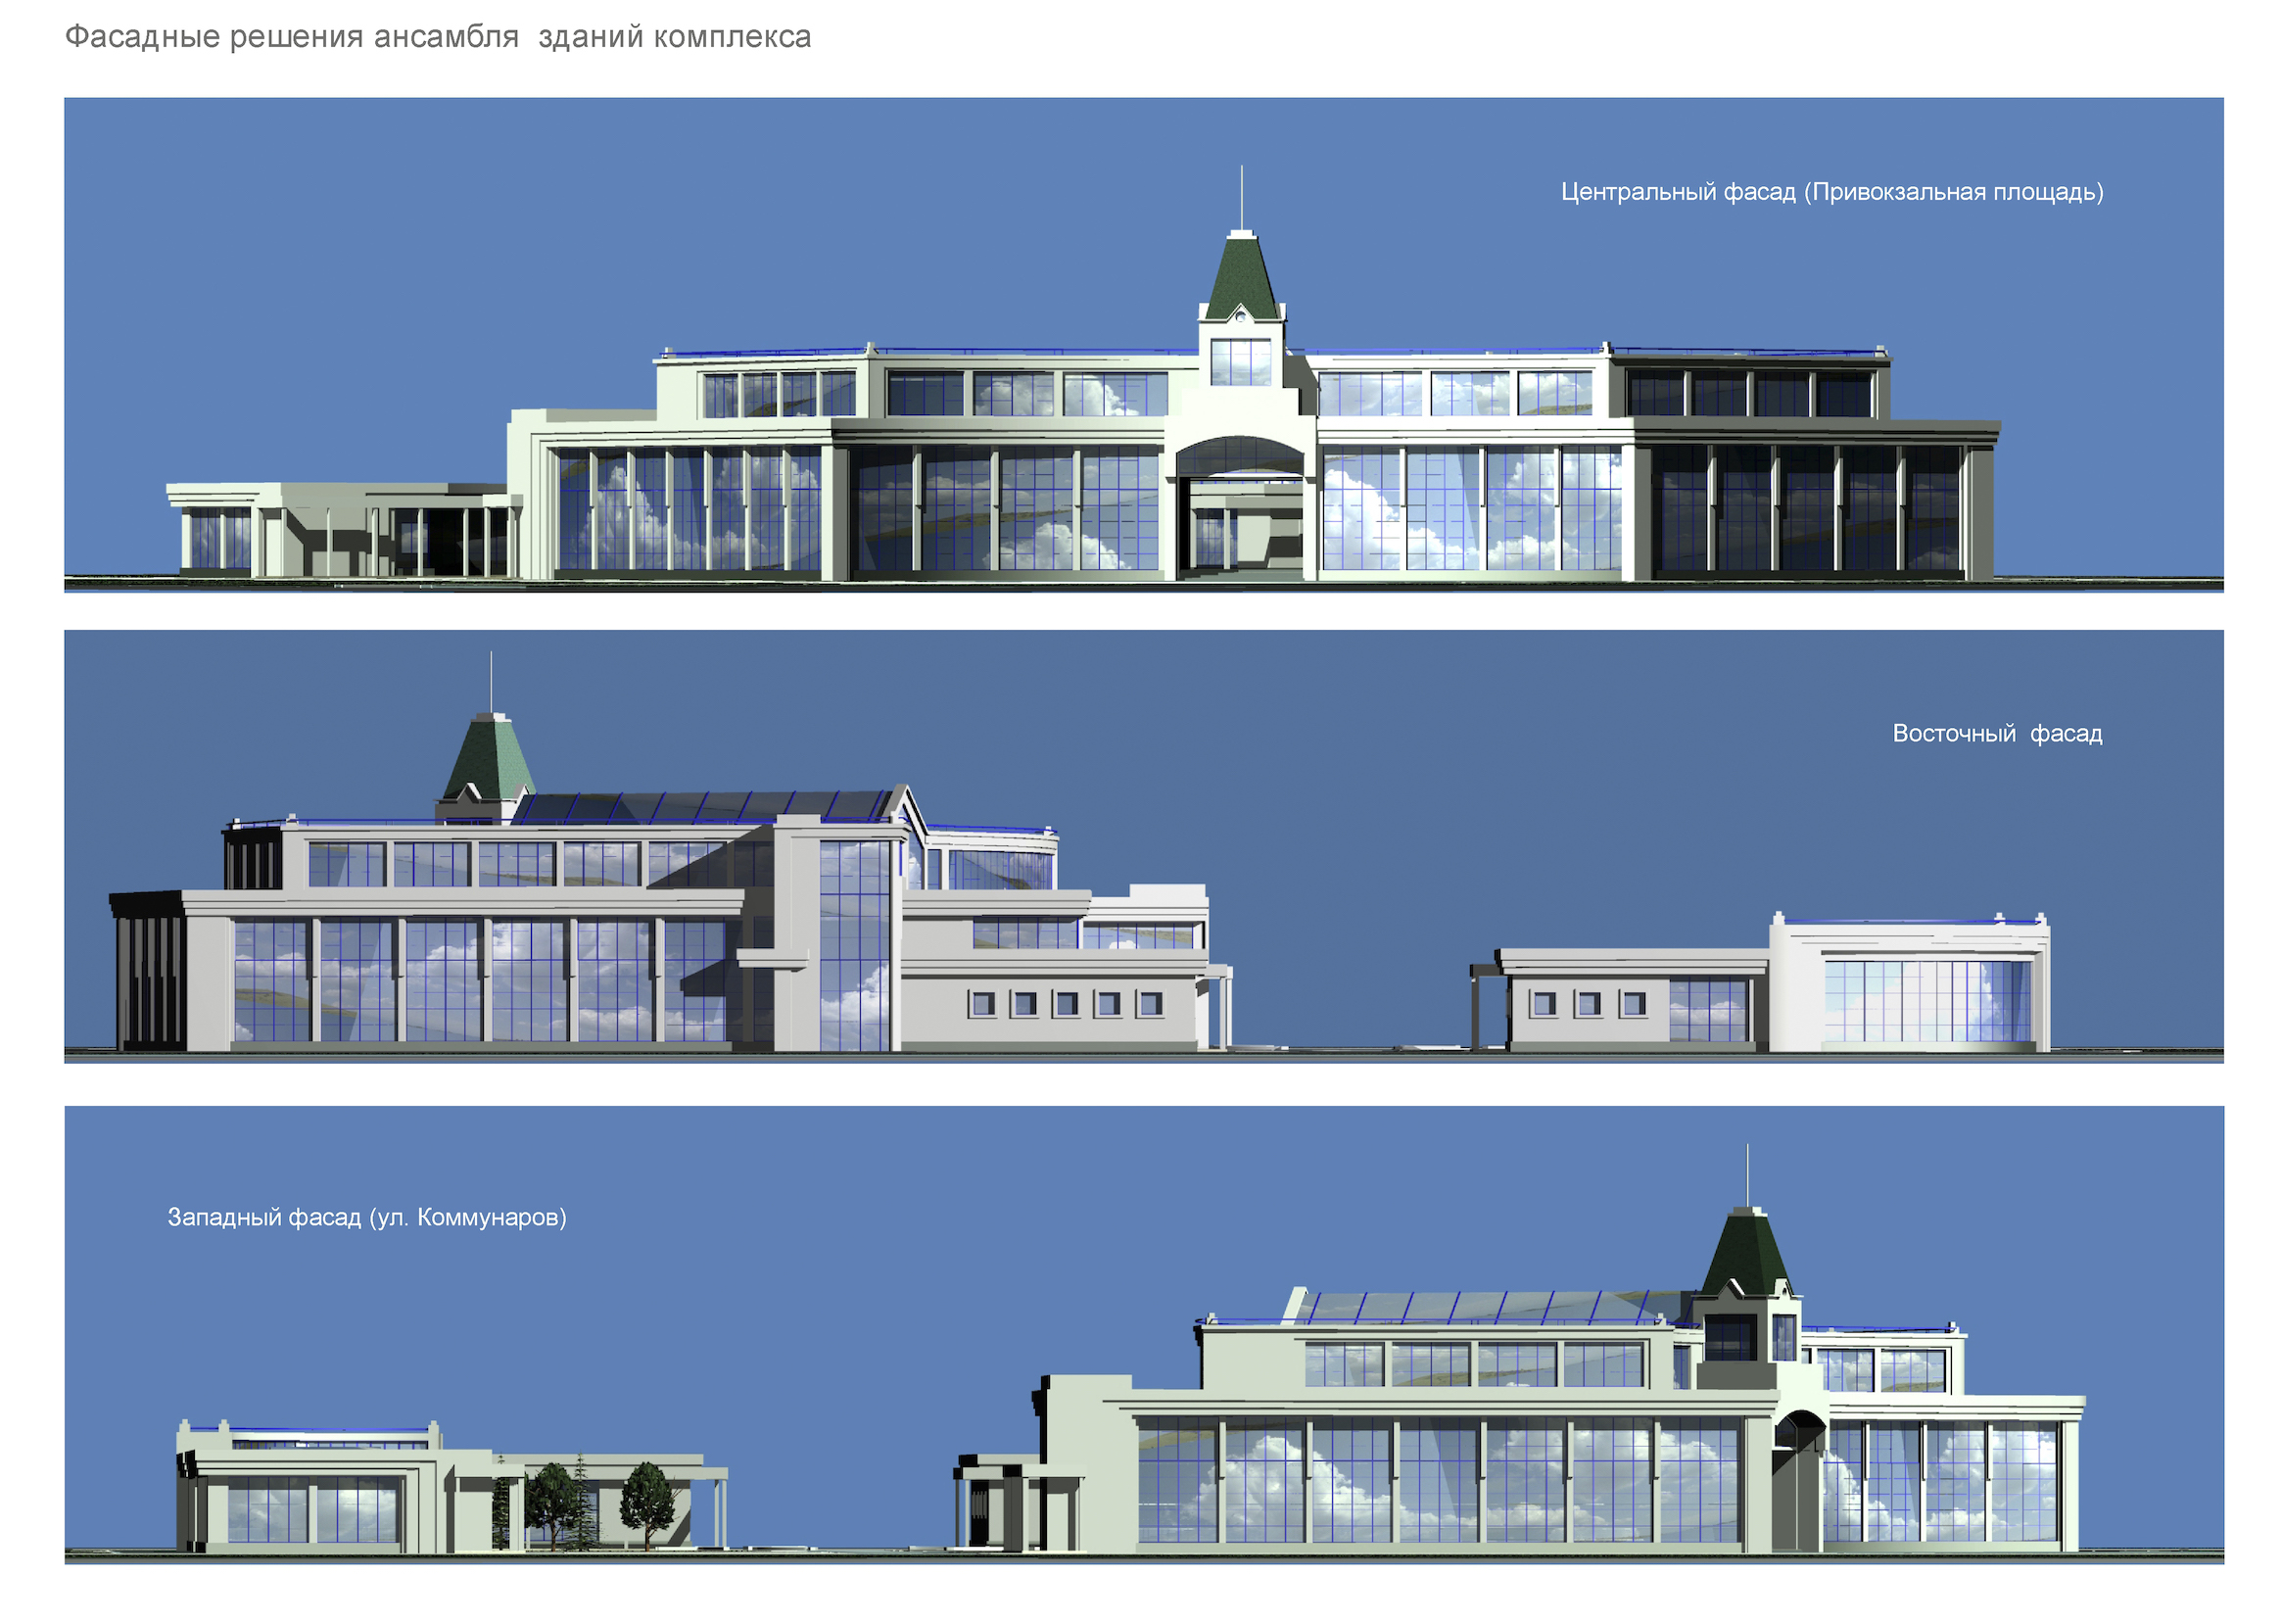 Фасадные решения ансамбля зданий комплекса
Центральный фасад (Привокзальная площадь)
Восточный фасад
Западный фасад (ул. Коммунаров)